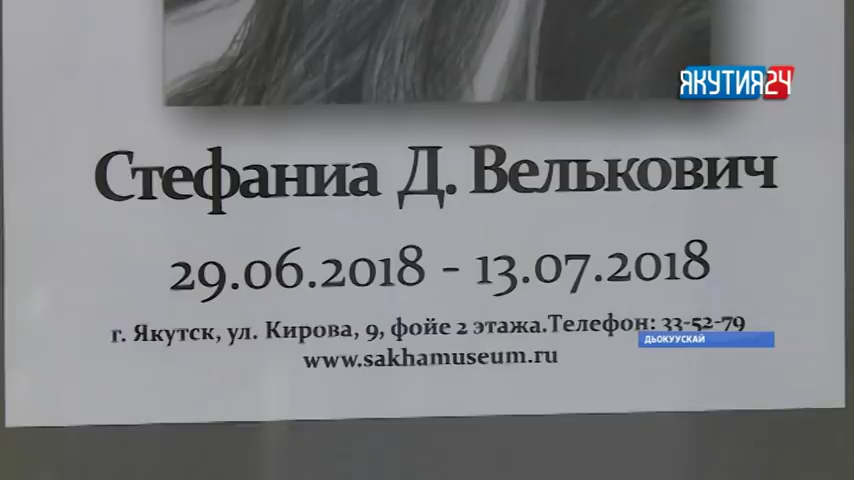 ЯКУТИЯ24
Стефаниа Д. Велькович
29.06.2018 - 13.07.2018
г. Якутск, ул. Кирова, 9, фойе 2 этажа.Телефон: 33-52-79
ДЬОКУУСКАЙ
www.sakhamuseum.ru